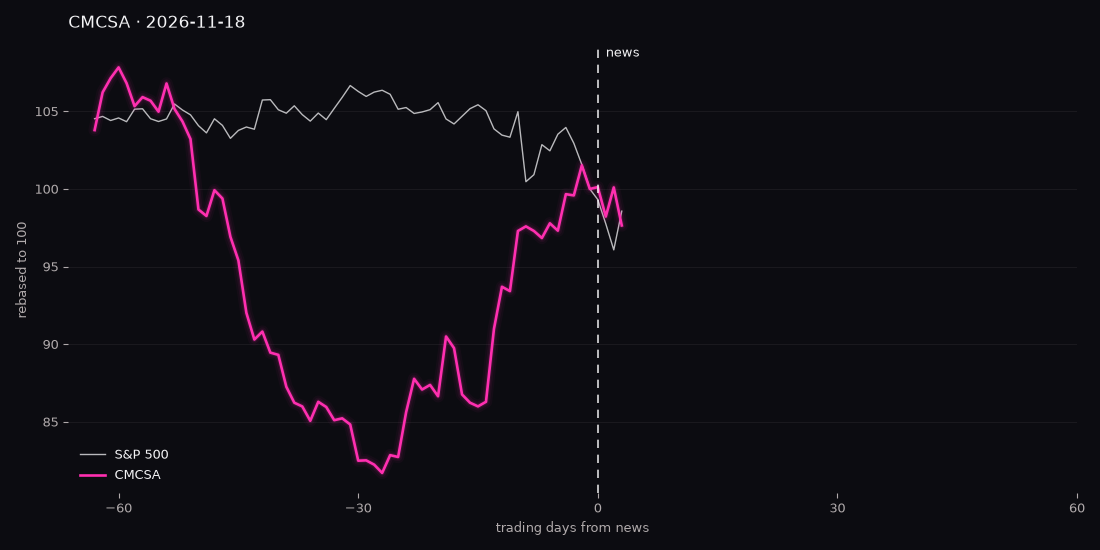 CMCSA · 2026-11-18
news
105
100
95
90
85
rebased to 100
S&P 500
CMCSA
−60
−30
0
30
60
trading days from news